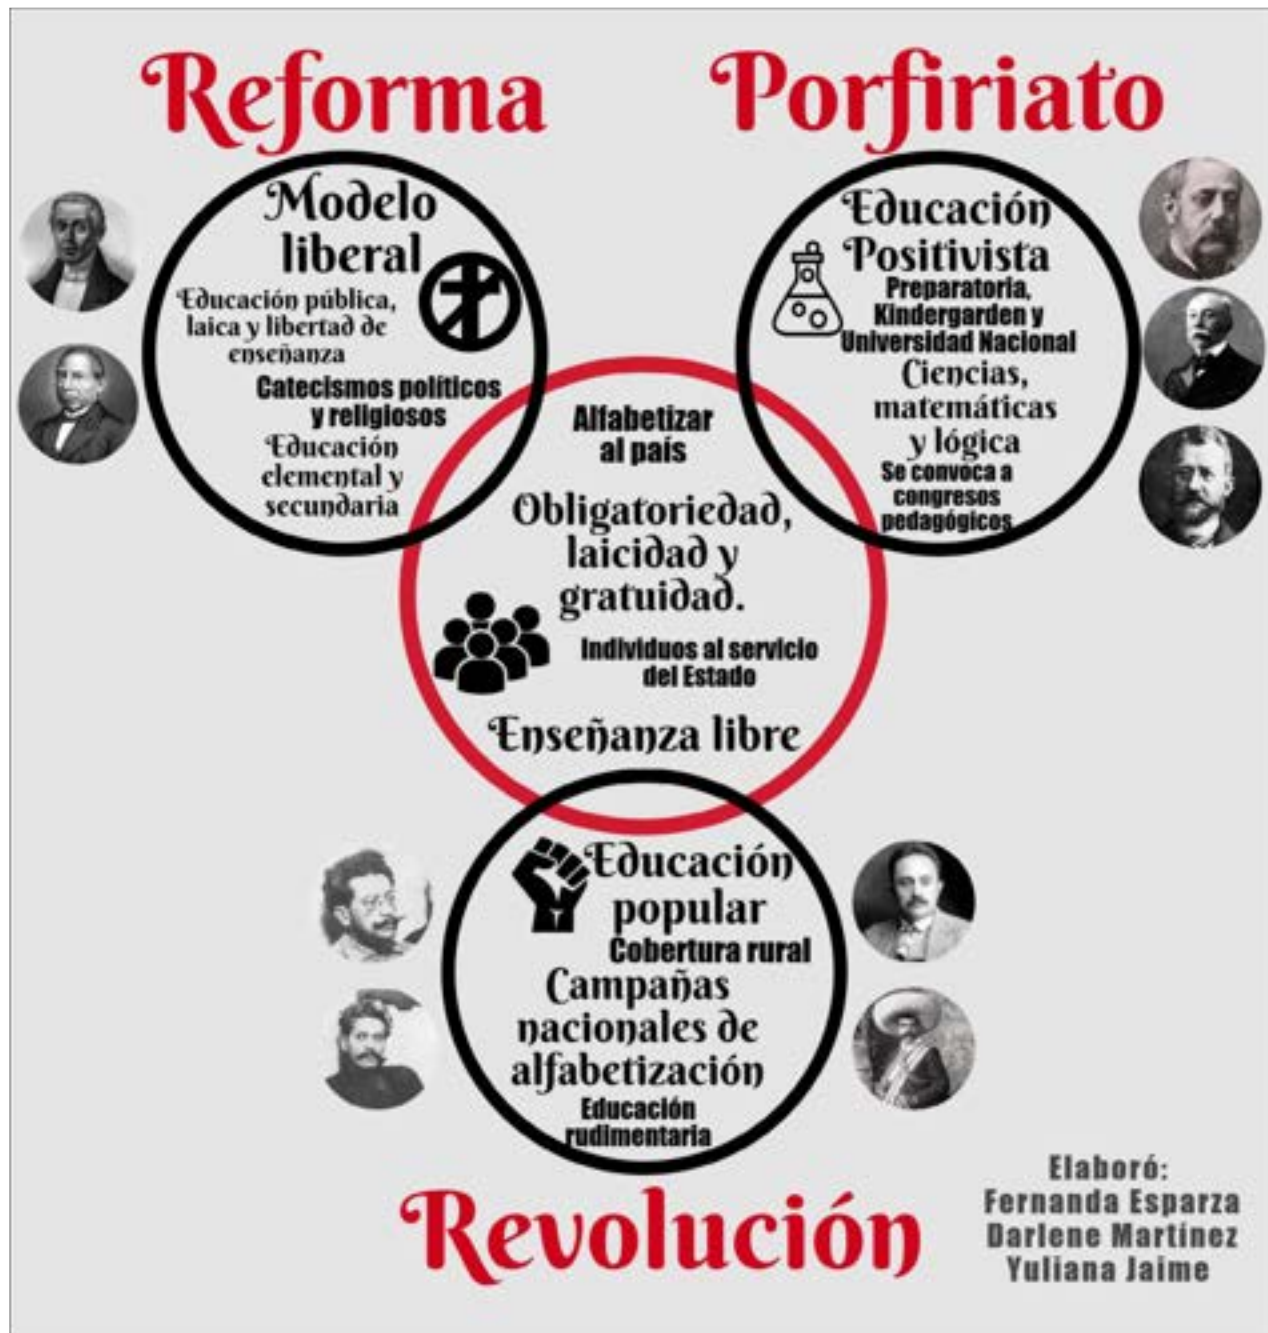 Reforma
Modelo
liberal
Educación pública,
laica y libertad de
enseñanza
Catecismos políticos
y religiosos
Educación
elemental y
secundaria
Porfiriato
Educación
Positivista
Preparatoria,
Kindergarden y
Universidad Nacional
Ciencias,
matemáticas
y lógica
Se convoca a
congresos
pedagógicos
Alfabetizar
al país
Obligatoriedad,
laicidad y
gratuidad.
Individuos al servicio
del Estado
Enseñanza libre
Educación
popular
Cobertura rural
Campañas
nacionales de
alfabetización
Educación
rudimentaria
Revolución
Elaboró:
Fernanda Esparza
Darlene Martínez
Yuliana Jaime